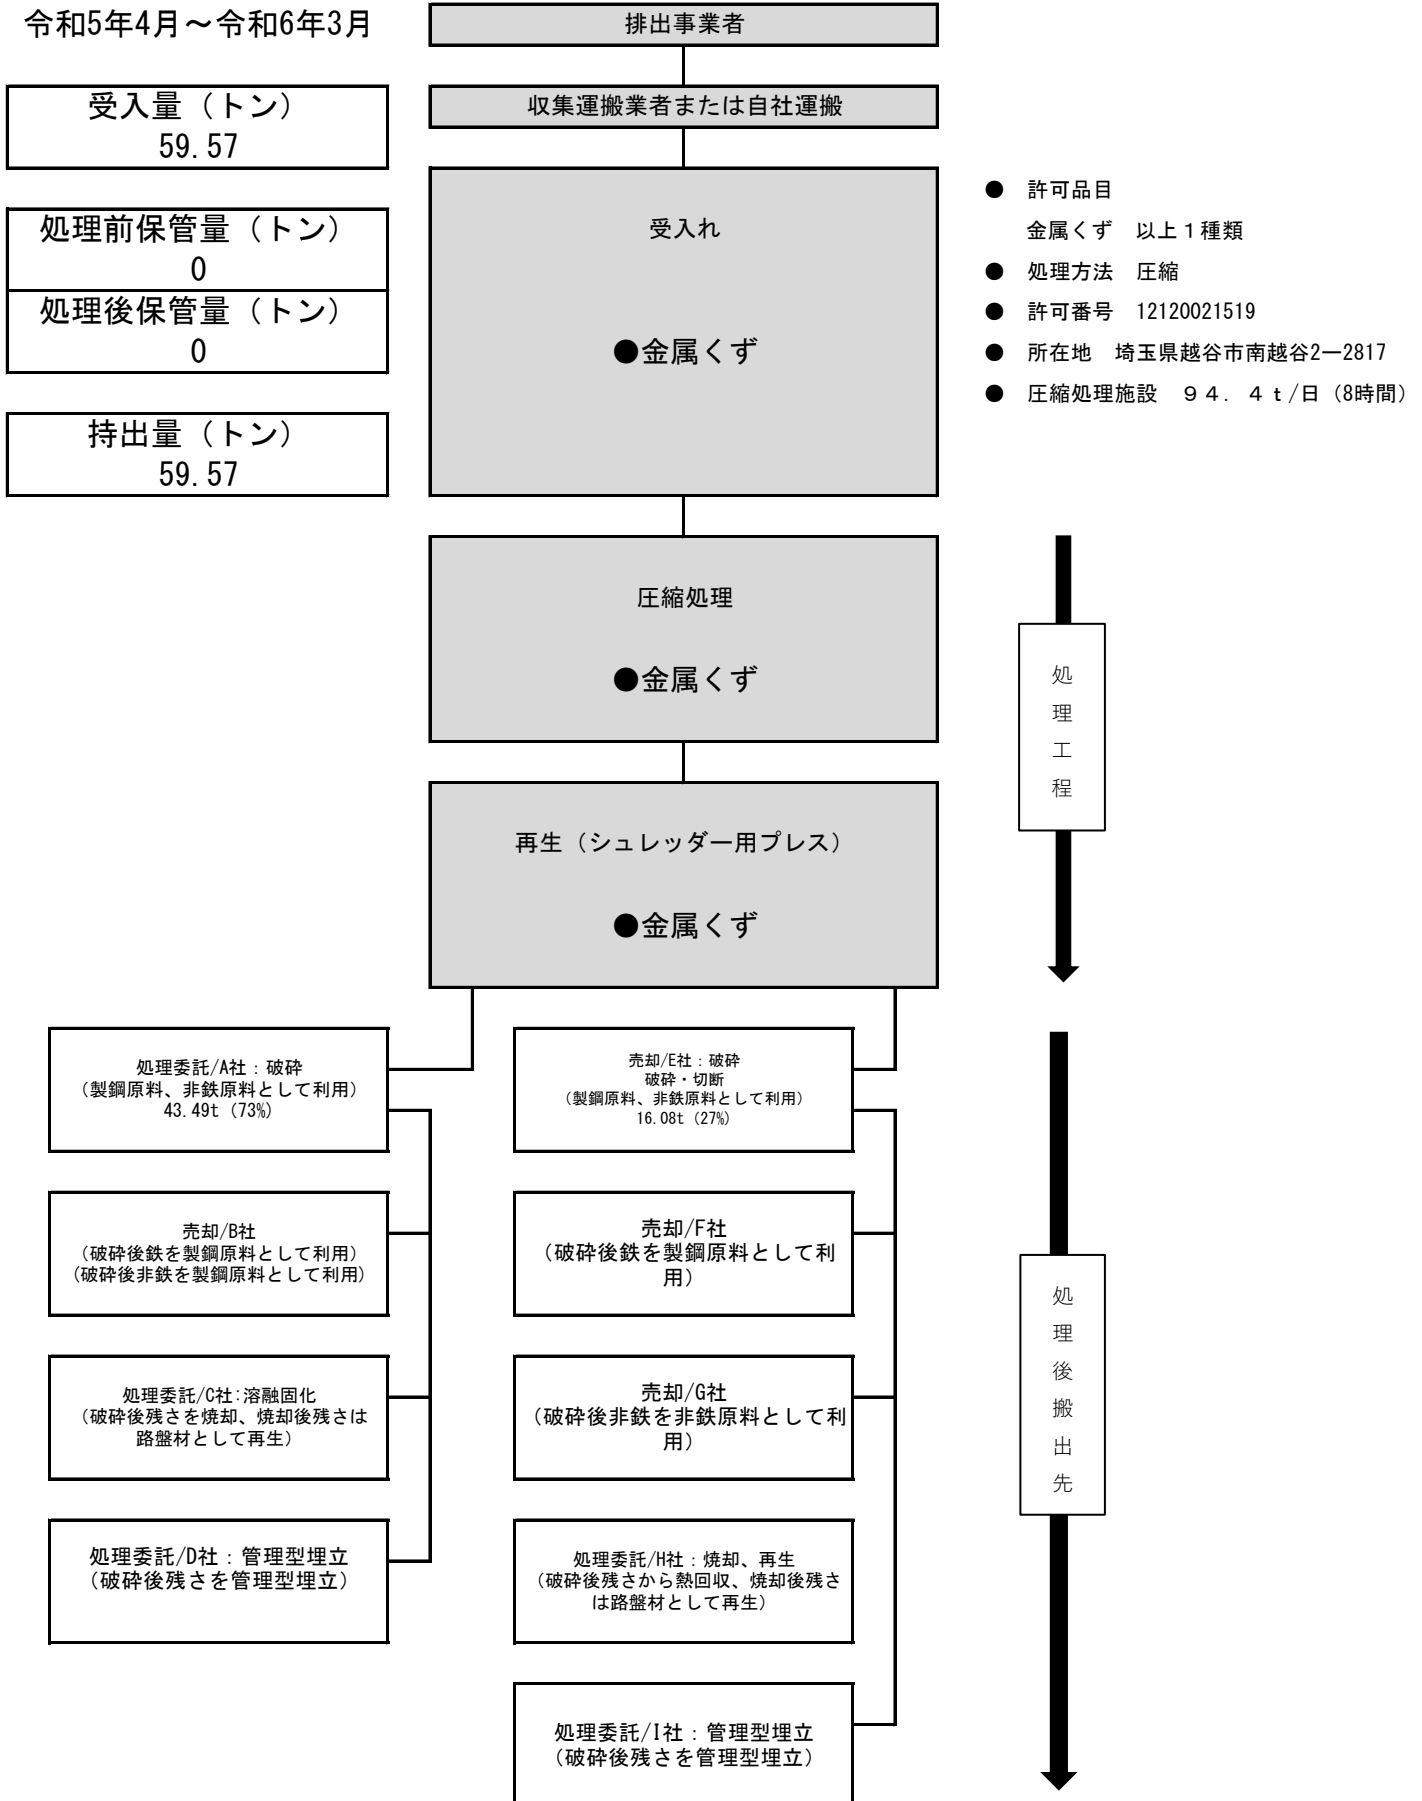 令和5年4月～令和6年3月
排出事業者
収集運搬業者または自社運搬
受入量（トン）
59.57
処理前保管量（トン）
0
処理後保管量（トン）
0
持出量（トン）
59.57
受入れ
●金属くず
● 許可品目
金属くず　以上１種類
● 処理方法　圧縮
● 許可番号　12120021519
● 所在地　埼玉県越谷市南越谷2ー2817
● 圧縮処理施設　９４．４ｔ/日（8時間）
圧縮処理
●金属くず
再生（シュレッダー用プレス）
●金属くず
処理工程
処理委託/A社：破砕
（製鋼原料、非鉄原料として利用）
43.49t（73%）
売却/B社
（破砕後鉄を製鋼原料として利用）
（破砕後非鉄を製鋼原料として利用）
処理委託/C社:溶融固化
（破砕後残さを焼却、焼却後残さは
路盤材として再生）
処理委託/D社：管理型埋立
（破砕後残さを管理型埋立）
売却/E社：破砕
破砕・切断
（製鋼原料、非鉄原料として利用）
16.08t（27%）
売却/F社
（破砕後鉄を製鋼原料として利
用）
売却/G社
（破砕後非鉄を非鉄原料として利
用）
処理委託/H社：焼却、再生
（破砕後残さから熱回収、焼却後残さ
は路盤材として再生）
処理委託/I社：管理型埋立
（破砕後残さを管理型埋立）
処理後搬出先